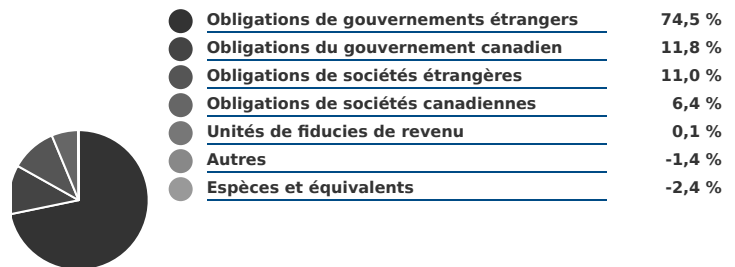 Obligations de gouvernements étrangers 74,5 %
Obligations du gouvernement canadien 11,8 %
Obligations de sociétés étrangères 11,0 %
Obligations de sociétés canadiennes 6,4 %
Unités de fiducies de revenu 0,1 %
Autres -1,4 %
Espèces et équivalents -2,4 %